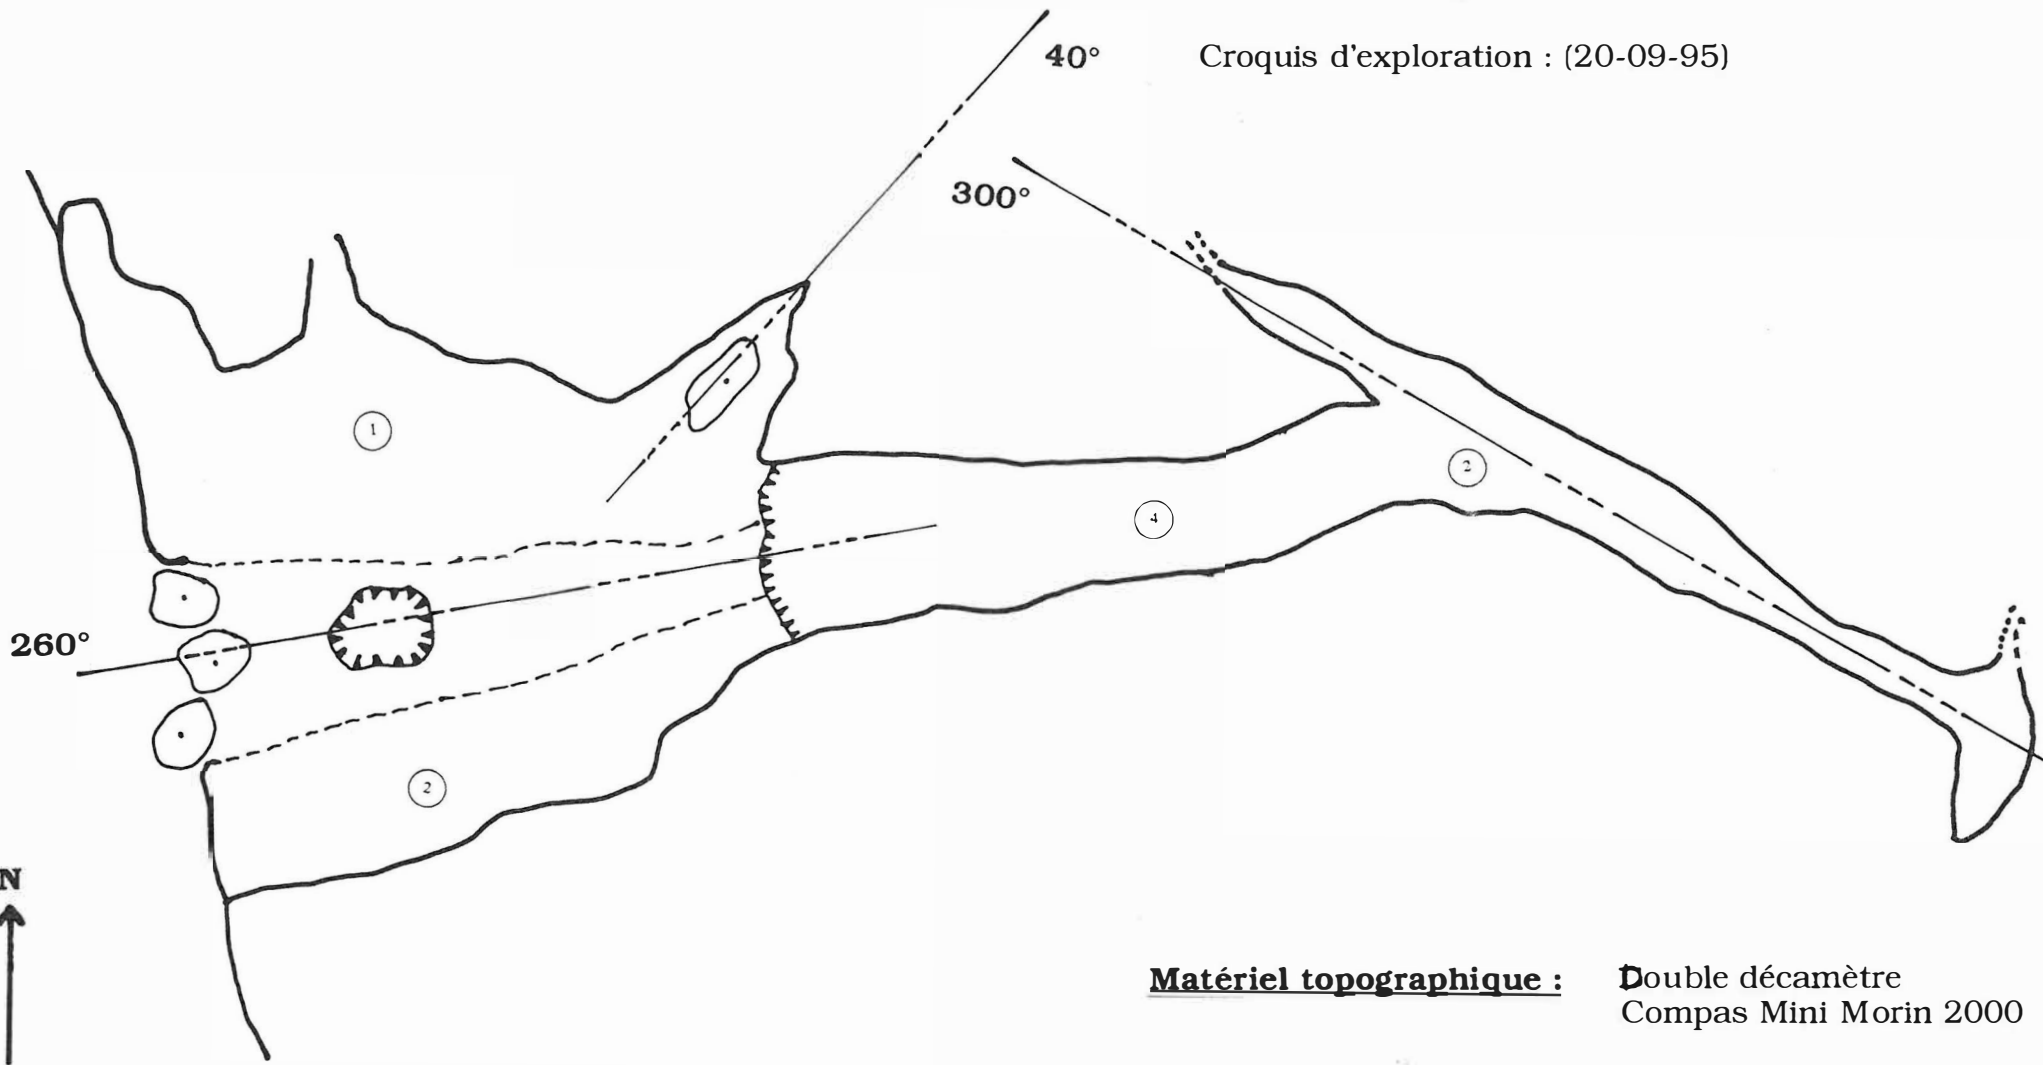 40°
Croquis d'exploration : (20-09-95)
300°
1
2
4
260°
2
N
Matériel topographique : Double décamètre
Compas Mini Morin 2000